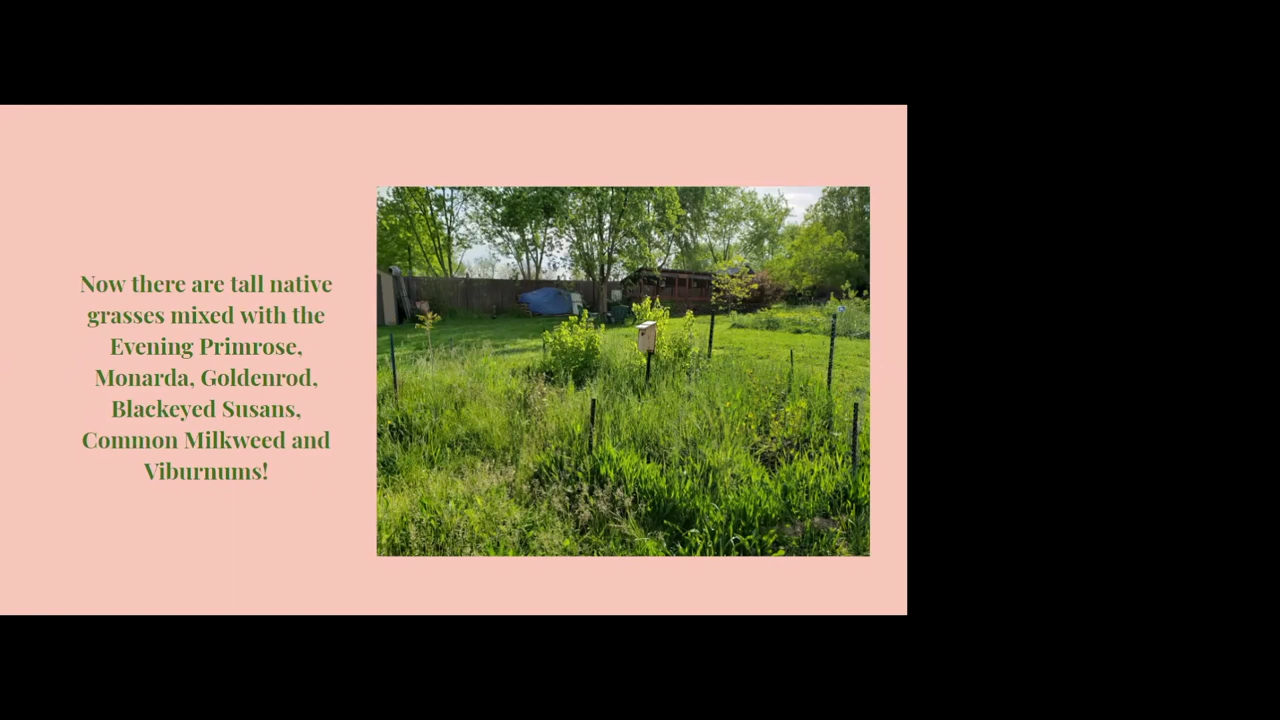 Now there are tall native
grasses mixed with the
Evening Primrose,
Monarda, Goldenrod,
Blackeyed Susans,
Common Milkweed and
Viburnums!